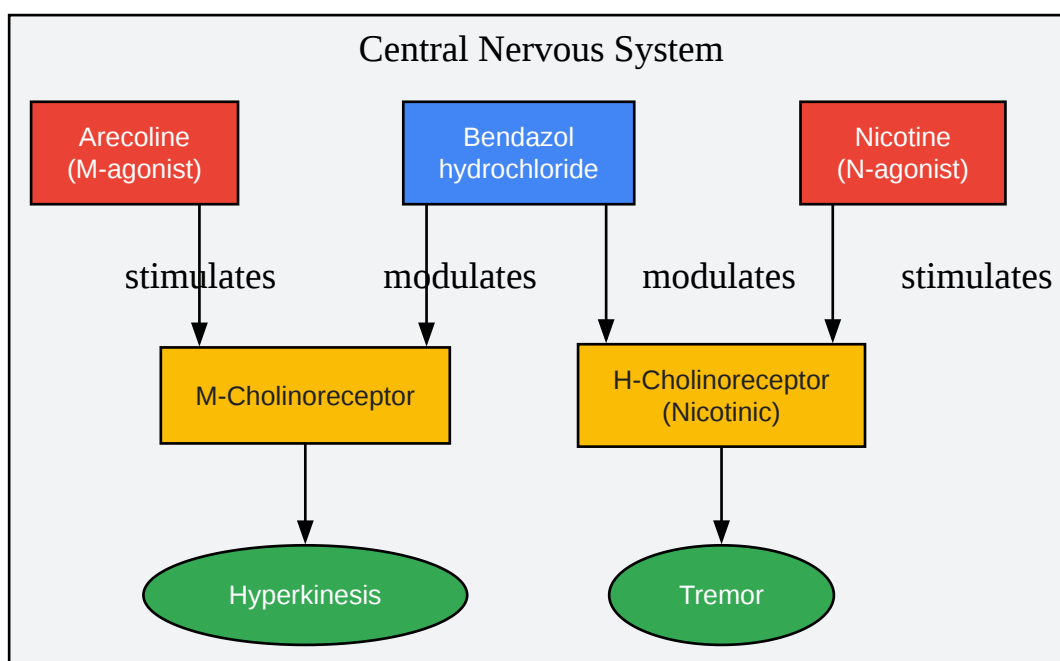 Central Nervous System
Arecoline
(M-agonist)
Bendazol
hydrochloride
Nicotine
(N-agonist)
stimulates
modulates
modulates
stimulates
M-Cholinoreceptor
H-Cholinoreceptor
(Nicotinic)
Hyperkinesis
Tremor